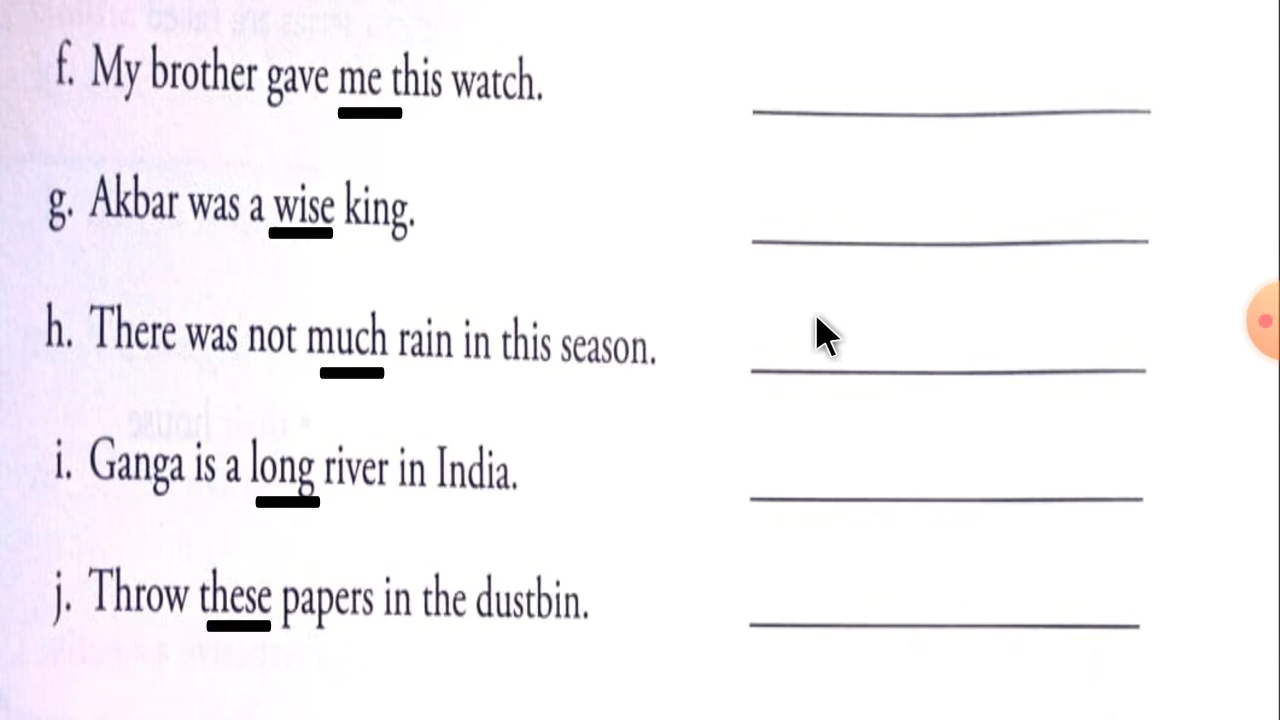 f. My brother gave me this watch.
g. Akbar was a wise king.
h. There was not much rain in this season.
i. Ganga is a long river in India.
j. Throw these papers in the dustbin.